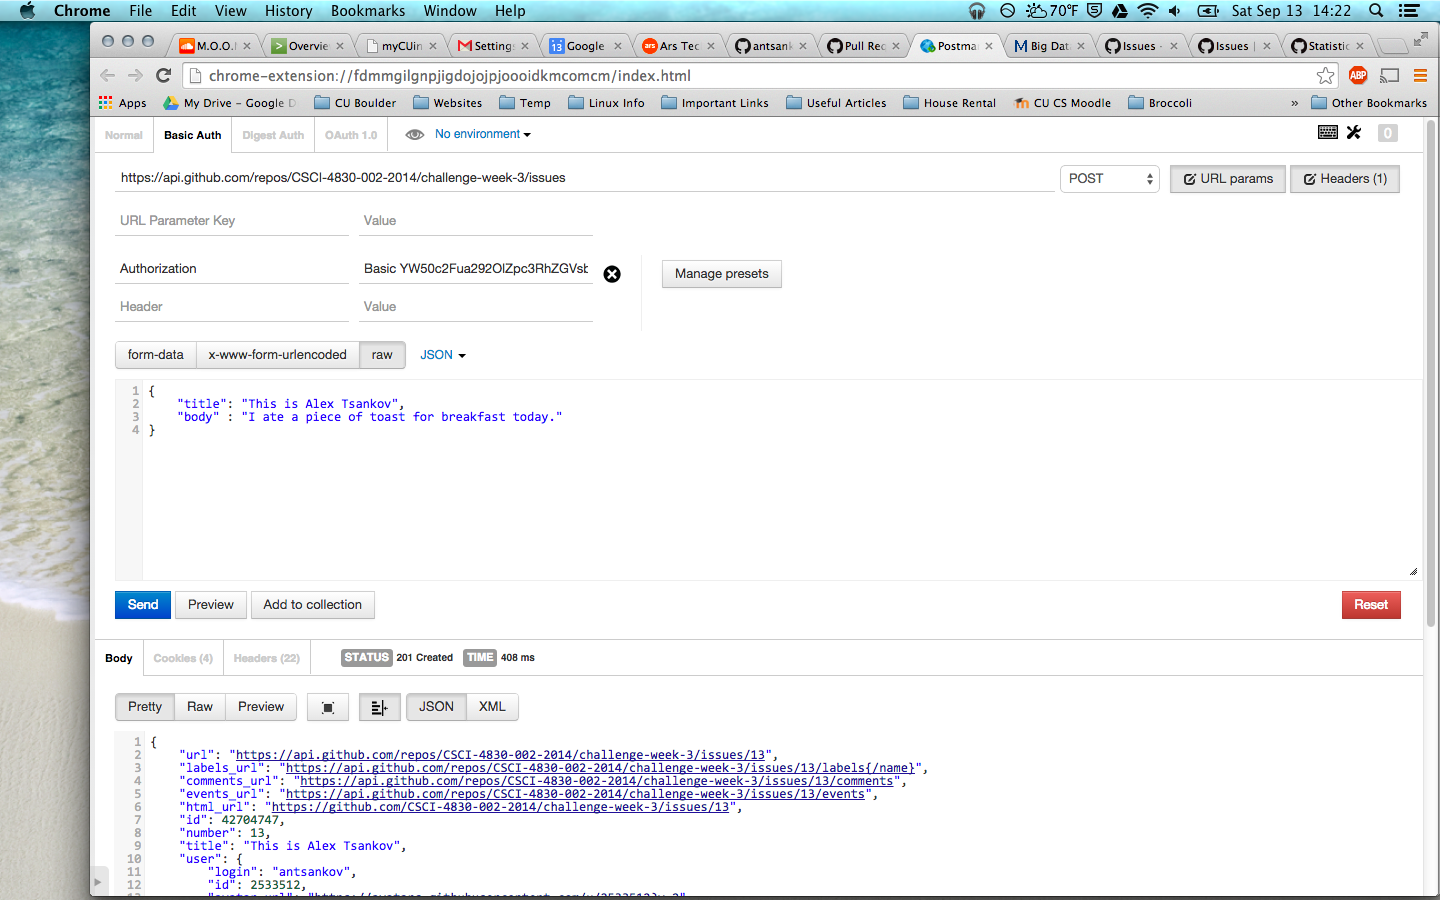 Chrome File Edit View History Bookmarks Window Help 70°F Sat Sep 13 14:22
M.O.O. Overvie myCUin Settings 13 Google ars Ars Tec antsank Pull Rec Postma M Big Dat Issues - Issues | Statistic
chrome-extension://fdmmgilgnpjigdojojpjoooidkmcomcm/index.html ABP
Apps My Drive - Google D CU Boulder Websites Temp Linux Info Important Links Useful Articles House Rental CU CS Moodle Broccoli » Other Bookmarks
Normal Basic Auth Digest Auth OAuth 1.0 No environment 0
https://api.github.com/repos/CSCI-4830-002-2014/challenge-week-3/issues POST URL params Headers (1)
URL Parameter Key Value
Authorization Basic YW50c2Fua292OlZpc3RhZGVsb Manage presets
Header Value
form-data x-www-form-urlencoded raw JSON
1 {
2 "title": "This is Alex Tsankov",
3 "body" : "I ate a piece of toast for breakfast today."
4 }
Send Preview Add to collection Reset
Body Cookies (4) Headers (22) STATUS 201 Created TIME 408 ms
Pretty Raw Preview JSON XML
1 {
2 "url": "https://api.github.com/repos/CSCI-4830-002-2014/challenge-week-3/issues/13",
3 "labels_url": "https://api.github.com/repos/CSCI-4830-002-2014/challenge-week-3/issues/13/labels{/name}",
4 "comments_url": "https://api.github.com/repos/CSCI-4830-002-2014/challenge-week-3/issues/13/comments",
5 "events_url": "https://api.github.com/repos/CSCI-4830-002-2014/challenge-week-3/issues/13/events",
6 "html_url": "https://github.com/CSCI-4830-002-2014/challenge-week-3/issues/13",
7 "id": 42704747,
8 "number": 13,
9 "title": "This is Alex Tsankov",
10 "user": {
11 "login": "antsankov",
12 "id": 2533512,